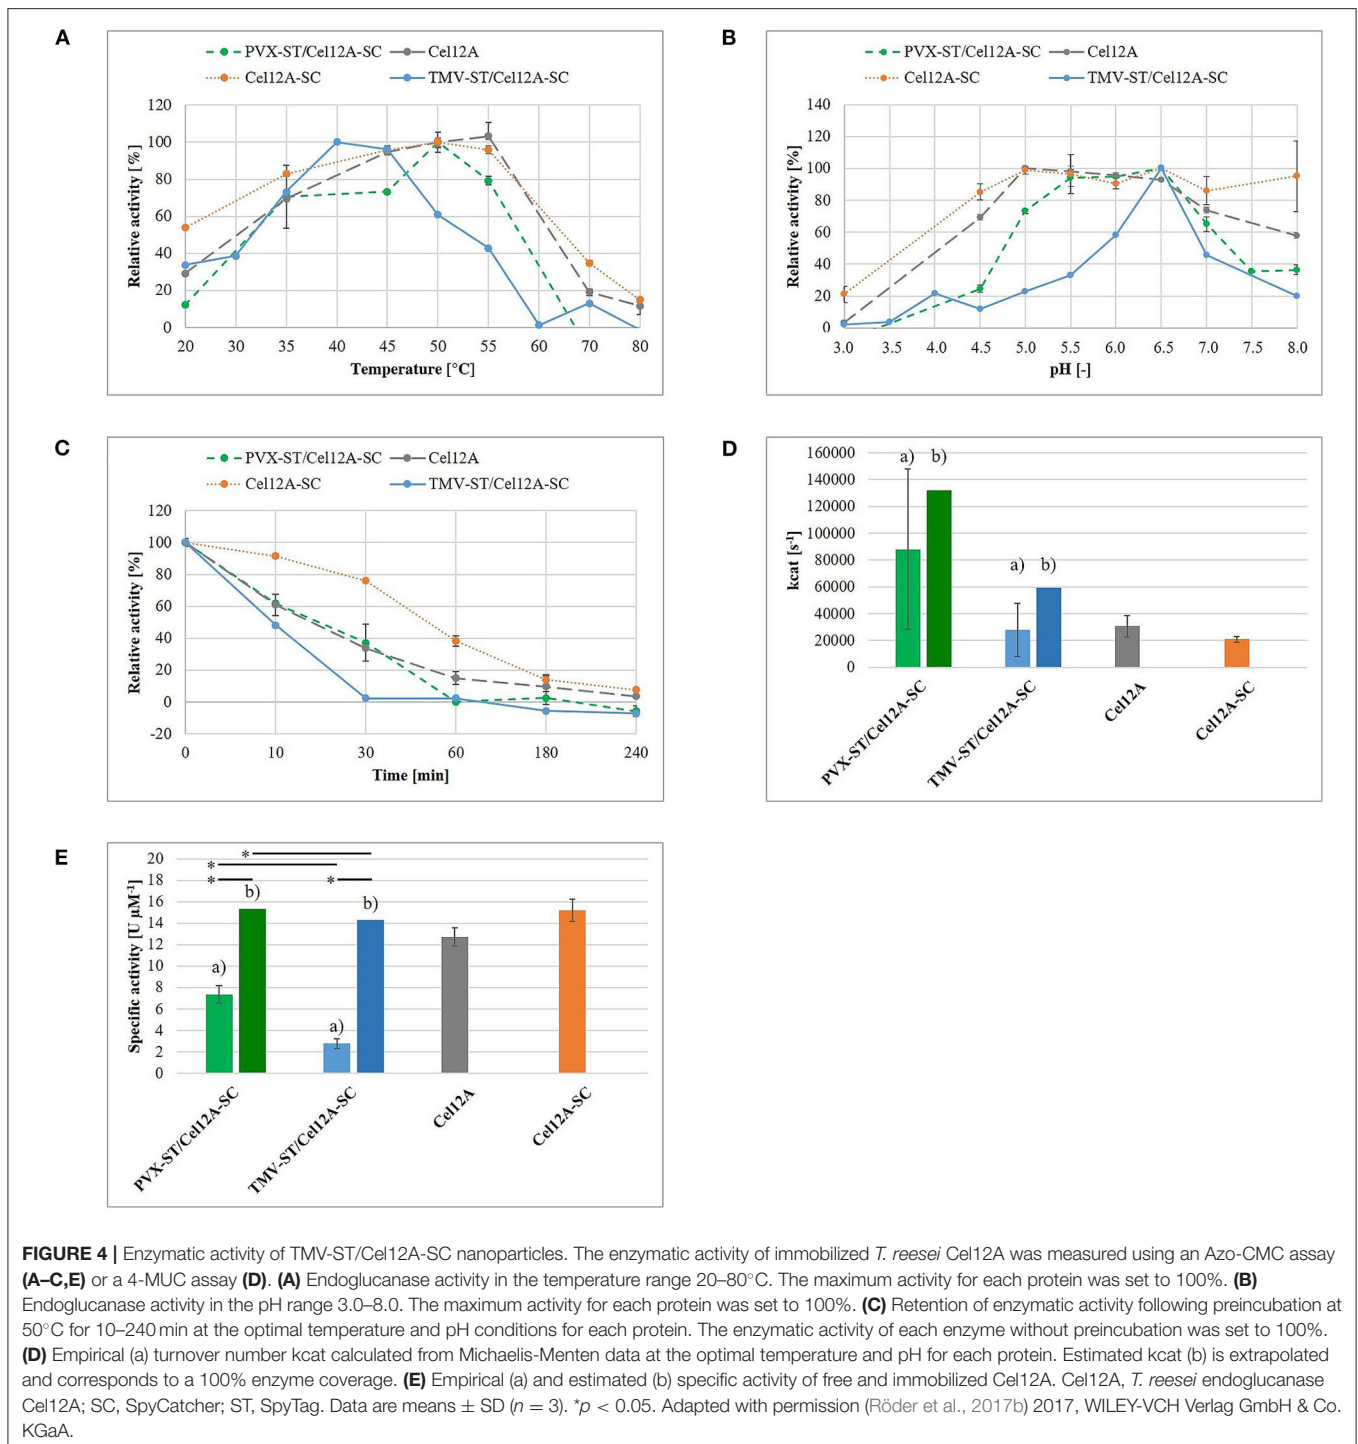 A
PVX-ST/Cel12A-SC
Cel12A
Cel12A-SC
TMV-ST/Cel12A-SC
Relative activity [%]
120
100
80
60
40
20
0
20 30 35 40 45 50 55 60 70 80
Temperature [°C]
B
PVX-ST/Cel12A-SC
Cel12A
Cel12A-SC
TMV-ST/Cel12A-SC
Relative activity [%]
140
120
100
80
60
40
20
0
3.0 3.5 4.0 4.5 5.0 5.5 6.0 6.5 7.0 7.5 8.0
pH [-]
C
PVX-ST/Cel12A-SC
Cel12A
Cel12A-SC
TMV-ST/Cel12A-SC
Relative activity [%]
120
100
80
60
40
20
0
-20
0 10 30 60 180 240
Time [min]
D
kcat [s⁻¹]
160000
140000
120000
100000
80000
60000
40000
20000
0
a) b)
a) b)
PVX-ST/Cel12A-SC
TMV-ST/Cel12A-SC
Cel12A
Cel12A-SC
E
Specific activity [U µM⁻¹]
20
18
16
14
12
10
8
6
4
2
0
*
*
* *
a) b)
a) b)
PVX-ST/Cel12A-SC
TMV-ST/Cel12A-SC
Cel12A
Cel12A-SC
FIGURE 4 | Enzymatic activity of TMV-ST/Cel12A-SC nanoparticles. The enzymatic activity of immobilized T. reesei Cel12A was measured using an Azo-CMC assay
(A–C,E) or a 4-MUC assay (D). (A) Endoglucanase activity in the temperature range 20–80°C. The maximum activity for each protein was set to 100%. (B)
Endoglucanase activity in the pH range 3.0–8.0. The maximum activity for each protein was set to 100%. (C) Retention of enzymatic activity following preincubation at
50°C for 10–240 min at the optimal temperature and pH conditions for each protein. The enzymatic activity of each enzyme without preincubation was set to 100%.
(D) Empirical (a) turnover number kcat calculated from Michaelis-Menten data at the optimal temperature and pH for each protein. Estimated kcat (b) is extrapolated
and corresponds to a 100% enzyme coverage. (E) Empirical (a) and estimated (b) specific activity of free and immobilized Cel12A. Cel12A, T. reesei endoglucanase
Cel12A; SC, SpyCatcher; ST, SpyTag. Data are means ± SD (n = 3). *p < 0.05. Adapted with permission (Röder et al., 2017b) 2017, WILEY-VCH Verlag GmbH & Co.
KGaA.